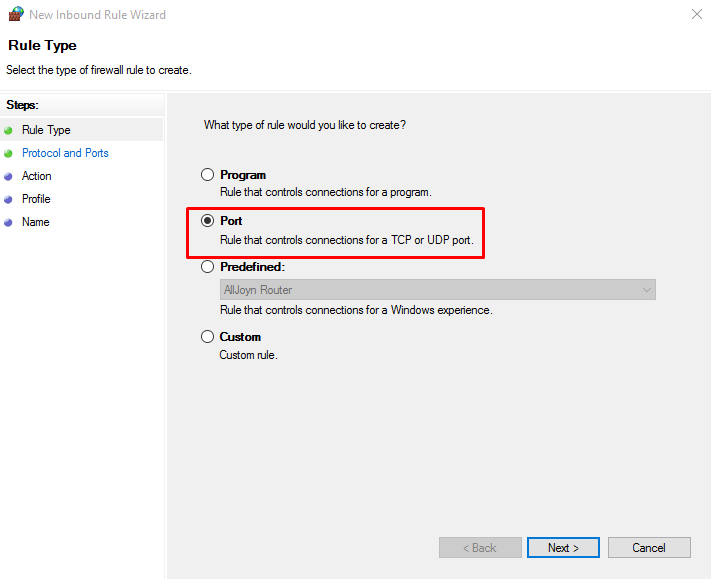 New Inbound Rule Wizard
Rule Type
Select the type of firewall rule to create.
Steps:
Rule Type
Protocol and Ports
Action
Profile
Name
What type of rule would you like to create?
Program
Rule that controls connections for a program.
Port
Rule that controls connections for a TCP or UDP port.
Predefined:
AllJoyn Router
Rule that controls connections for a Windows experience.
Custom
Custom rule.
< Back
Next >
Cancel